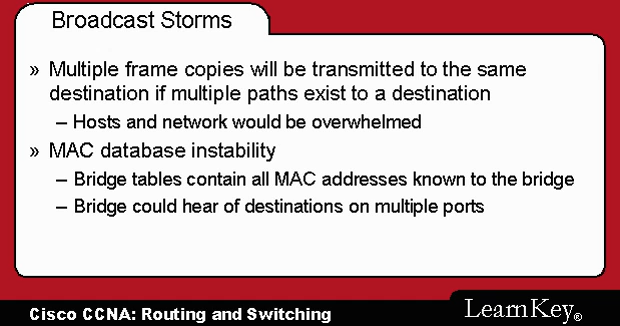 Broadcast Storms
» Multiple frame copies will be transmitted to the same
destination if multiple paths exist to a destination
– Hosts and network would be overwhelmed
» MAC database instability
– Bridge tables contain all MAC addresses known to the bridge
– Bridge could hear of destinations on multiple ports
Cisco CCNA: Routing and Switching
LearnKey®